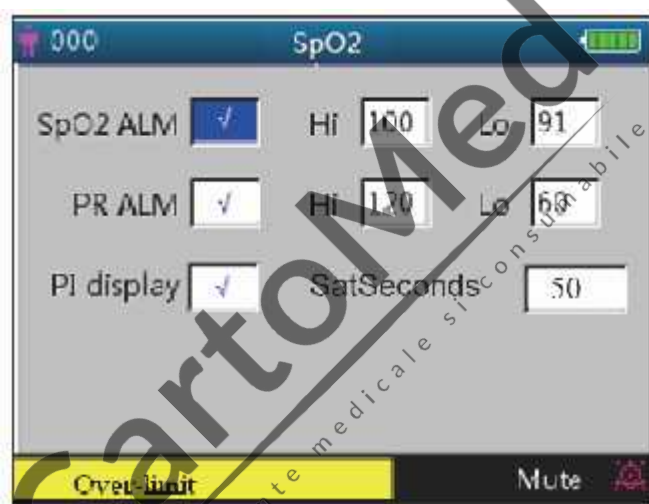 000 SpO2
SpO2 ALM √ Hi 100 Lo 91
PR ALM √ Hi 120 Lo 60
PI display √ SatSeconds 50
Over-limit Mute
CartoMed
te medicale si consumabile